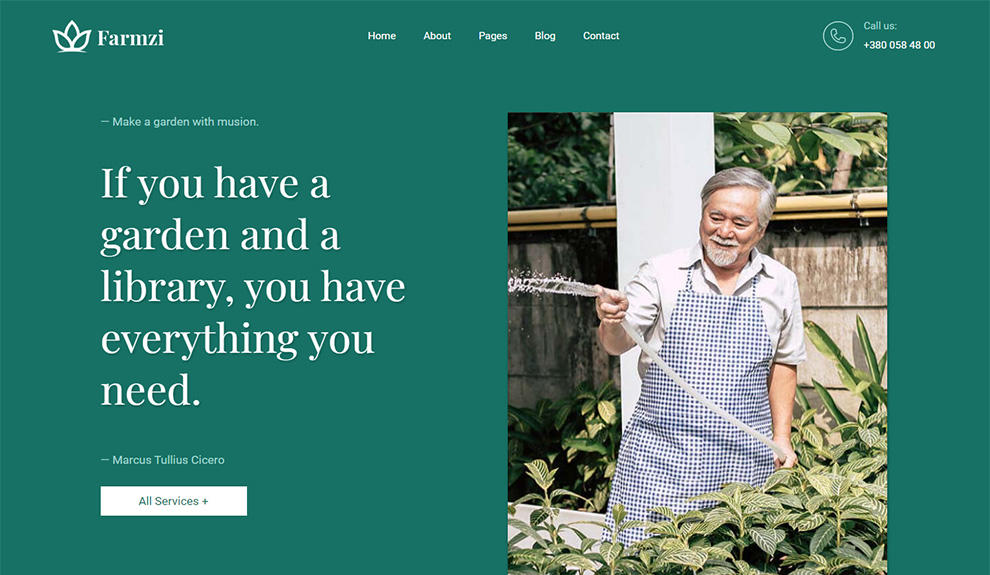 Farmzi
Home About Pages Blog Contact
Call us:
+380 058 48 00
— Make a garden with musion.
If you have a
garden and a
library, you have
everything you
need.
— Marcus Tullius Cicero
All Services +